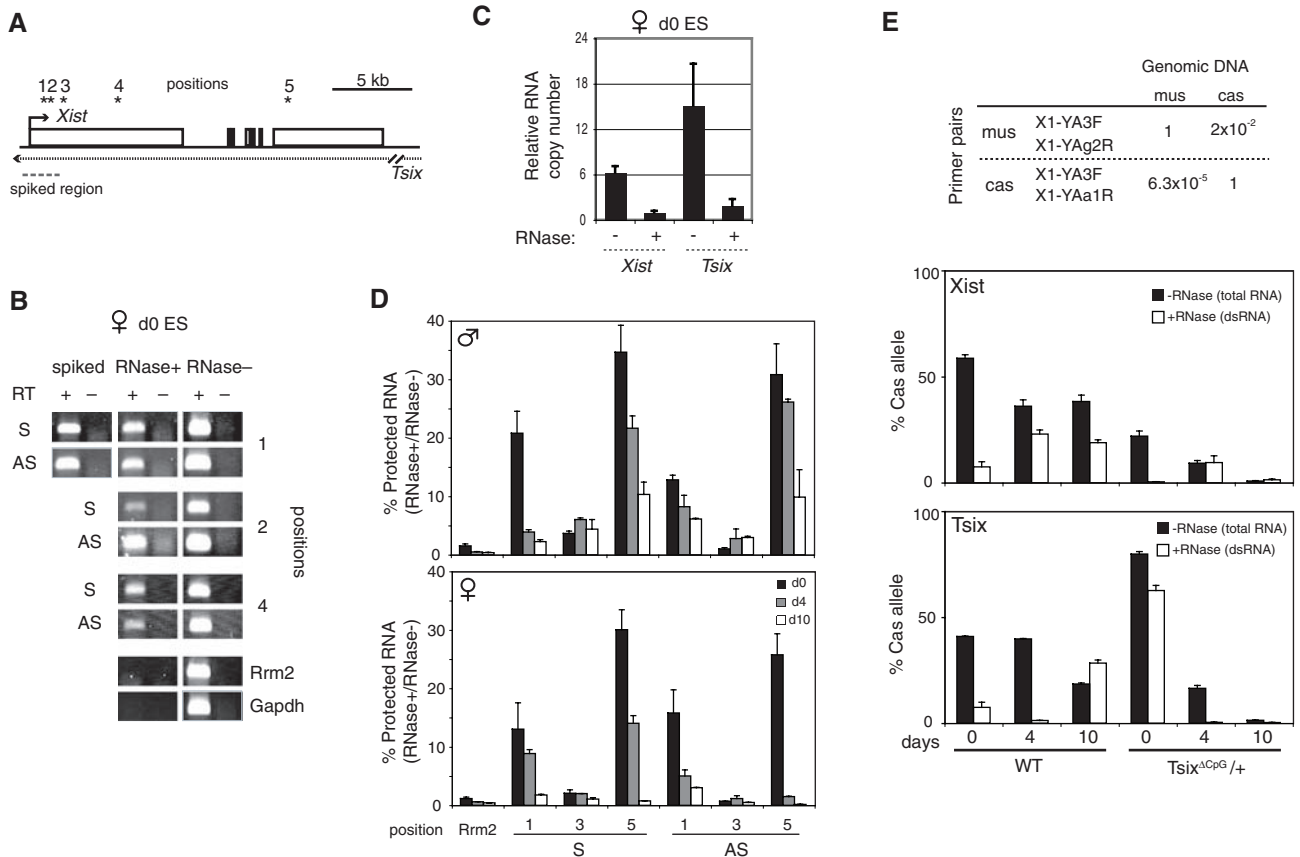 A
12 3 4 positions 5 5 kb
** * * *
Xist
Tsix
spiked region
B
♀ d0 ES
spiked RNase+ RNase–
RT + – + – + –
S
AS
1
S
AS
2
S
AS
4
positions
Rrm2
Gapdh
C
♀ d0 ES
Relative RNA
copy number
24
18
12
6
0
RNase: - + - +
Xist Tsix
D
♂
% Protected RNA
(RNase+/RNase-)
40
30
20
10
0
♀
% Protected RNA
(RNase+/RNase-)
40
30
20
10
0
d0
d4
d10
position Rrm2 1 3 5 1 3 5
S AS
E
Genomic DNA
mus cas
Primer pairs
mus X1-YA3F 1 2x10-2
X1-YAg2R
cas X1-YA3F 6.3x10-5 1
X1-YAa1R
Xist
-RNase (total RNA)
+RNase (dsRNA)
% Cas allele
100
50
0
Tsix
-RNase (total RNA)
+RNase (dsRNA)
% Cas allele
100
50
0
days 0 4 10 0 4 10
WT TsixΔCpG/+